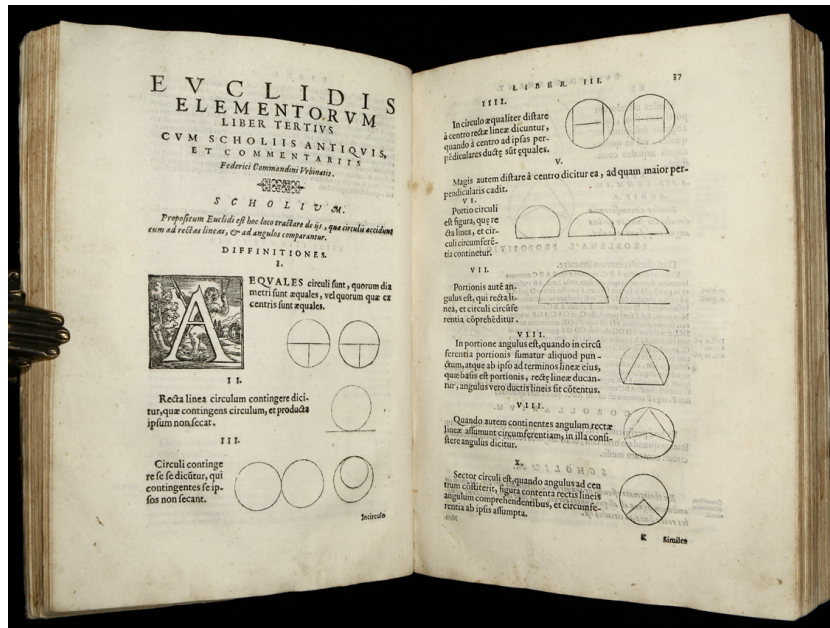 EVCLIDIS
ELEMENTORVM
LIBER TERTIVS
CVM SCHOLIIS ANTIQVIS,
ET COMMENTARIIS
Federici Commandini Vrbinatis.
SCHOLIVM.
Propositum Euclidi est hoc loco tractare de ijs, quæ circulis accidunt
cum ad rectas lineas, & ad angulos comparantur.
DIFFINITIONES.
I.
AEQVALES circuli sunt, quorum dia
metri sunt æquales, vel quorum quæ ex
centris sunt æquales.
II.
Recta linea circulum contingere dici-
tur, quæ contingens circulum, et producta
ipsum non secat.
III.
Circuli continge
re se se dicūtur, qui
contingentes se ip-
sos non secant.
Incirculo
LIBER III.
37
IIII.
In circulo æqualiter distare
à centro rectæ lineæ dicuntur,
quando à centro ad ipsas per-
pēdiculares ductę sūt ęquales.
V.
Magis autem distare à centro dicitur ea, ad quam maior per-
pendicularis cadit.
VI.
Portio circuli
est figura, quę re
cta linea, et cir-
culi circumferē-
tia continetur.
VII.
Portionis autē an-
gulus est, qui recta li-
nea, et circuli circūfe
rentia cōprehēditur.
VIII.
In portione angulus est, quando in circū
ferentia portionis sumatur aliquod pun-
ctum, atque ab ipso ad terminos lineæ eius,
quæ basis est portionis, rectę lineæ ducan-
tur, angulus vero ductis lineis sit cōtentus.
VIIII.
Quando autem continentes angulum rectæ
lineæ assumunt circumferentiam, in illa consi-
stere angulus dicitur.
X.
Sector circuli est, quando angulus ad cen
trum cōstiterit, figura contenta rectis lineis
angulum comprehendentibus, et circumfe-
rentia ab ipsis assumpta.
K Similes